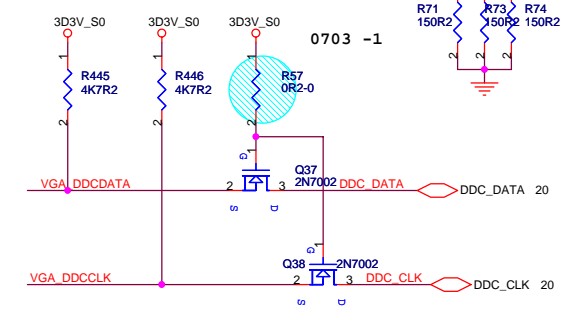 R71
150R2
R73
150R2
R74
150R2
2
2
2
3D3V_S0
3D3V_S0
3D3V_S0
0703 -1
1
1
1
R445
4K7R2
R446
4K7R2
R57
0R2-0
2
2
2
G
1
Q37
2N7002
VGA_DDCDATA
2
3
DDC_DATA
DDC_DATA 20
S
D
G
1
Q38
2N7002
VGA_DDCCLK
2
3
DDC_CLK
DDC_CLK 20
S
D